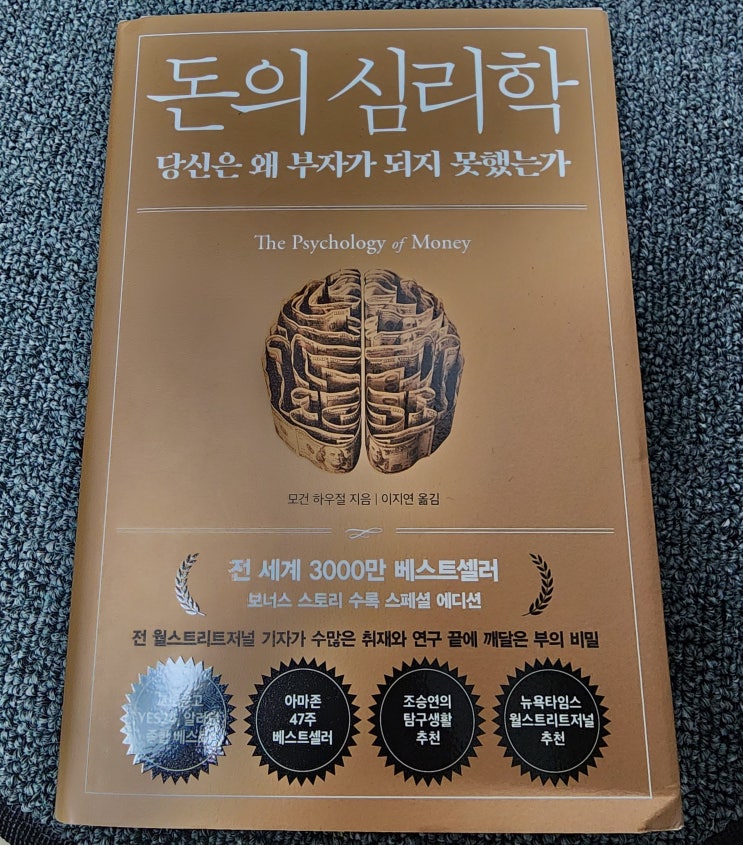 돈의 심리학
당신은 왜 부자가 되지 못했는가
The Psychology of Money
모건 하우절 지음 | 이지연 옮김
전 세계 3000만 베스트셀러
보너스 스토리 수록 스페셜 에디션
전 월스트리트저널 기자가 수많은 취재와 연구 끝에 깨달은 부의 비밀
종합 베스트
아마존
47주
베스트셀러
조승연의
탐구생활
추천
뉴욕타임스
월스트리트저널
추천